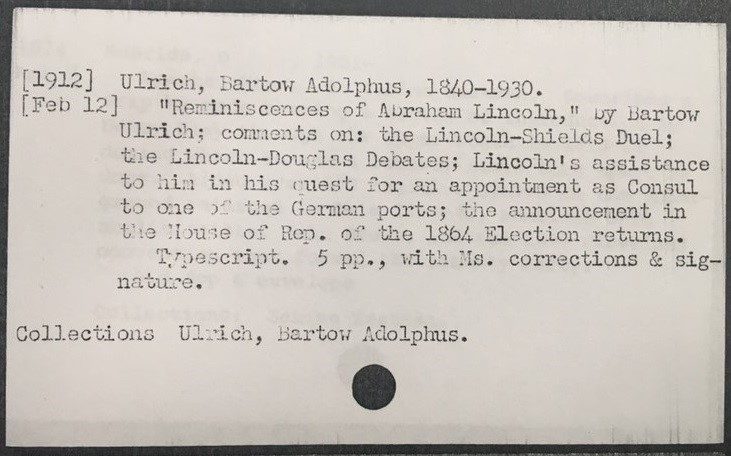 [1912] Ulrich, Bartow Adolphus, 1840-1930.
[Feb 12] "Reminiscences of Abraham Lincoln," by Bartow
Ulrich; comments on: the Lincoln-Shields Duel;
the Lincoln-Douglas Debates; Lincoln's assistance
to him in his quest for an appointment as Consul
to one of the German ports; the announcement in
the House of Rep. of the 1864 Election returns.
Typescript. 5 pp., with Ms. corrections & sig-
nature.
Collections Ulrich, Bartow Adolphus.